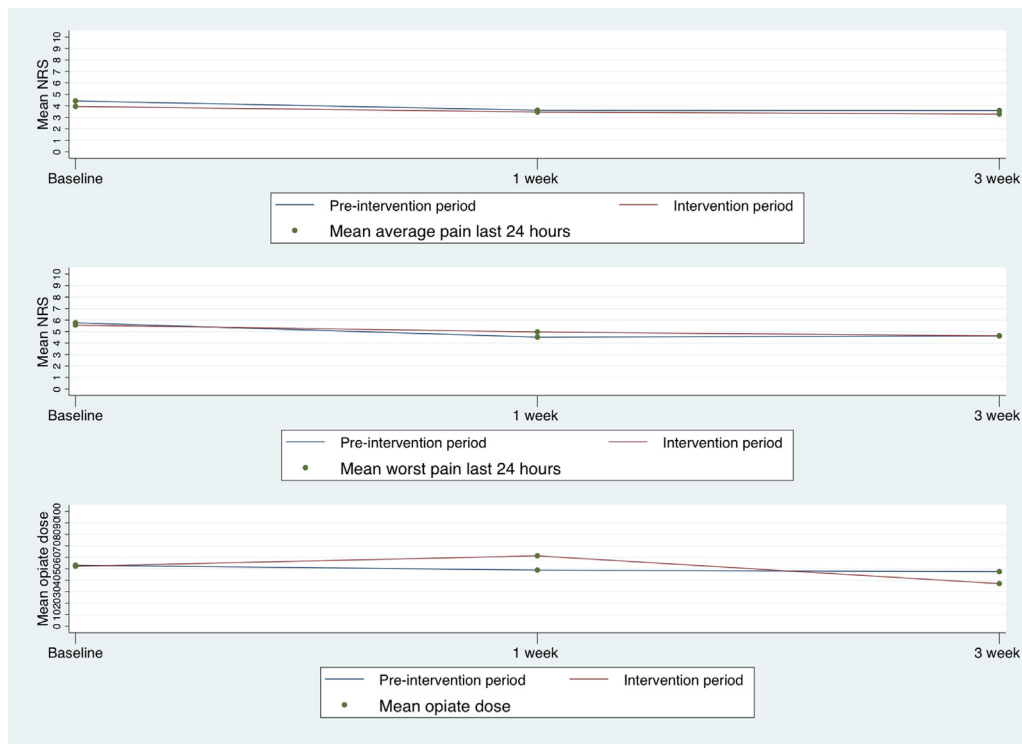 Mean NRS
0 1 2 3 4 5 6 7 8 9 10
Baseline 1 week 3 week
Pre-intervention period Intervention period
Mean average pain last 24 hours
Mean NRS
0 1 2 3 4 5 6 7 8 9 10
Baseline 1 week 3 week
Pre-intervention period Intervention period
Mean worst pain last 24 hours
Mean opiate dose
0 10 20 30 40 50 60 70 80 90 100
Baseline 1 week 3 week
Pre-intervention period Intervention period
Mean opiate dose